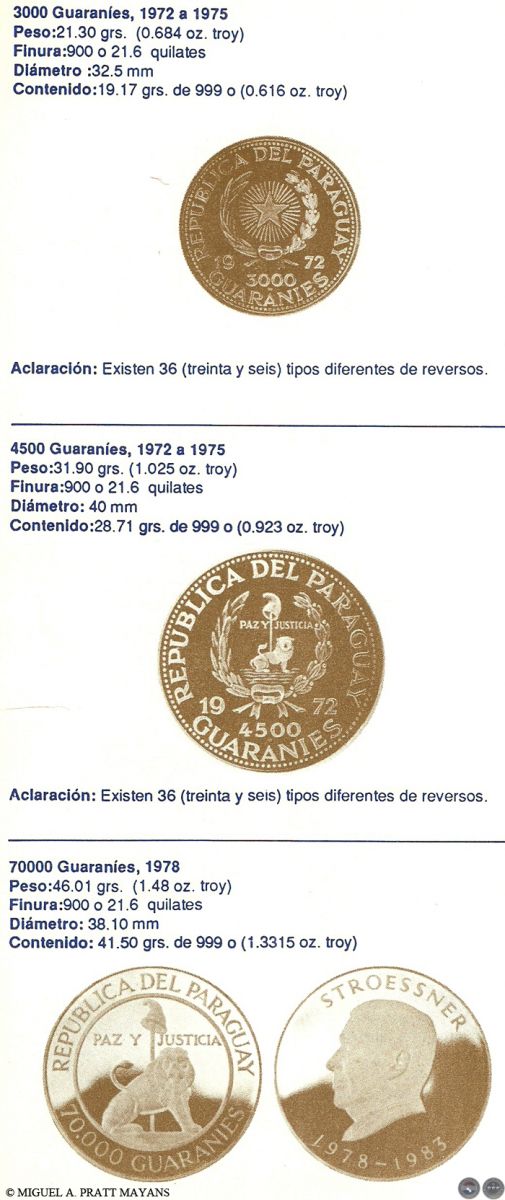 3000 Guaraníes, 1972 a 1975
Peso:21.30 grs. (0.684 oz. troy)
Finura:900 o 21.6 quilates
Diámetro :32.5 mm
Contenido:19.17 grs. de 999 o (0.616 oz. troy)
REPUBLICA DEL PARAGUAY
19 72
3000
GUARANIES
Aclaración: Existen 36 (treinta y seis) tipos diferentes de reversos.
4500 Guaraníes, 1972 a 1975
Peso:31.90 grs. (1.025 oz. troy)
Finura:900 o 21.6 quilates
Diámetro: 40 mm
Contenido:28.71 grs. de 999 o (0.923 oz. troy)
REPUBLICA DEL PARAGUAY
PAZ Y JUSTICIA
19 72
4500
GUARANIES
Aclaración: Existen 36 (treinta y seis) tipos diferentes de reversos.
70000 Guaraníes, 1978
Peso:46.01 grs. (1.48 oz. troy)
Finura:900 o 21.6 quilates
Diámetro: 38.10 mm
Contenido: 41.50 grs. de 999 o (1.3315 oz. troy)
REPUBLICA DEL PARAGUAY
PAZ Y JUSTICIA
70.000 GUARANIES
STROESSNER
1978-1983
© MIGUEL A. PRATT MAYANS